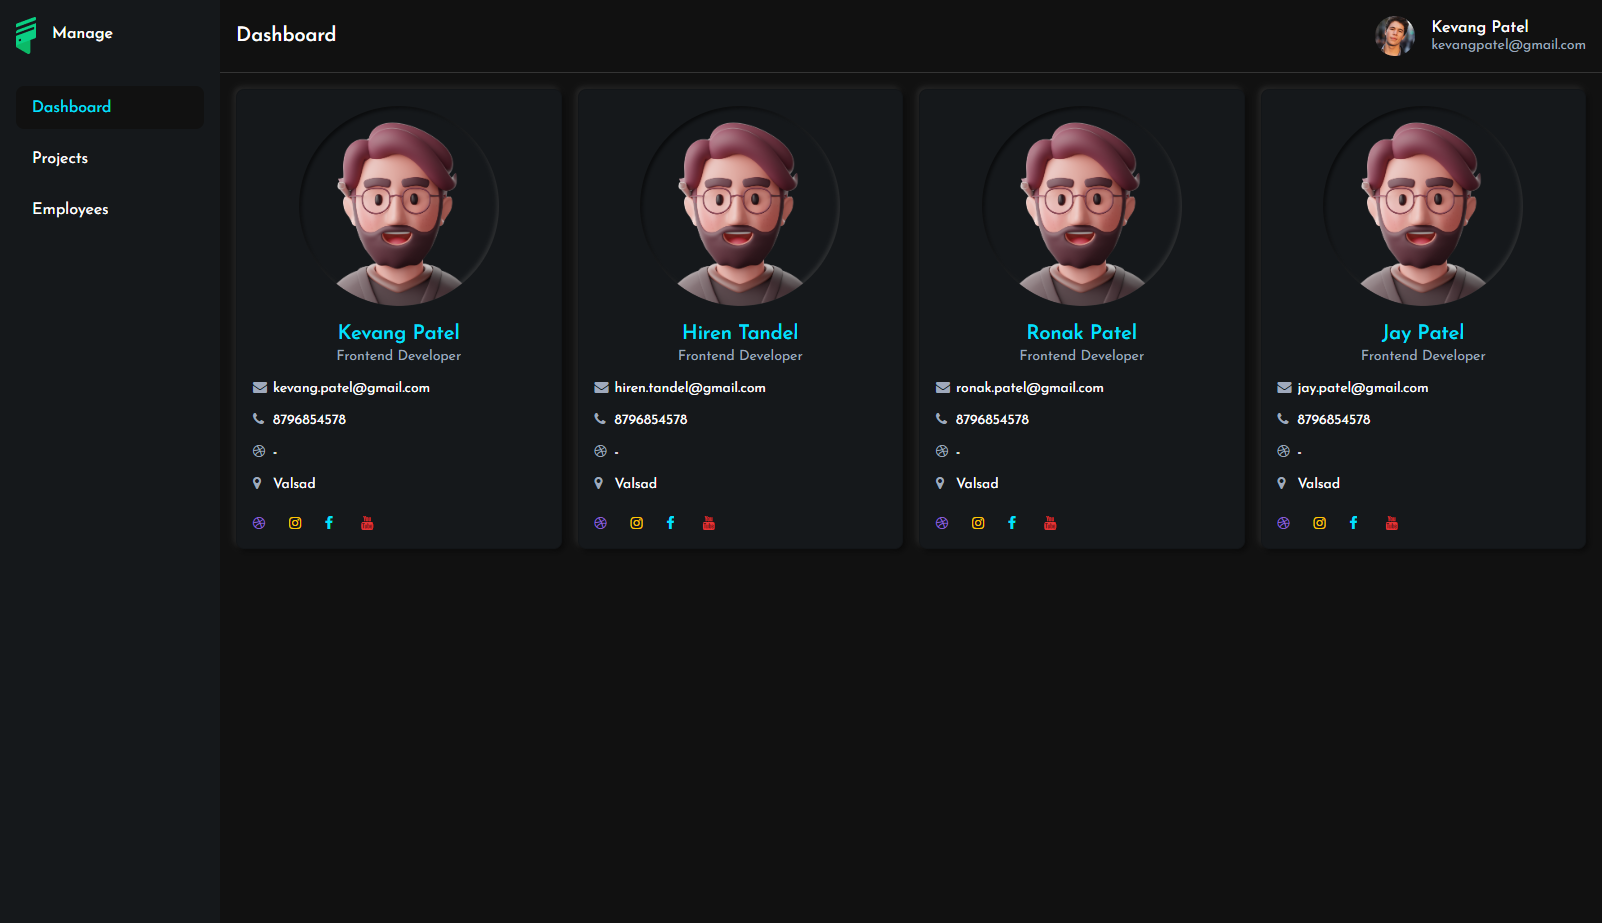 Manage
Dashboard
Projects
Employees
Dashboard
Kevang Patel
kevangpatel@gmail.com
Kevang Patel
Frontend Developer
kevang.patel@gmail.com
8796854578
-
Valsad
Hiren Tandel
Frontend Developer
hiren.tandel@gmail.com
8796854578
-
Valsad
Ronak Patel
Frontend Developer
ronak.patel@gmail.com
8796854578
-
Valsad
Jay Patel
Frontend Developer
jay.patel@gmail.com
8796854578
-
Valsad